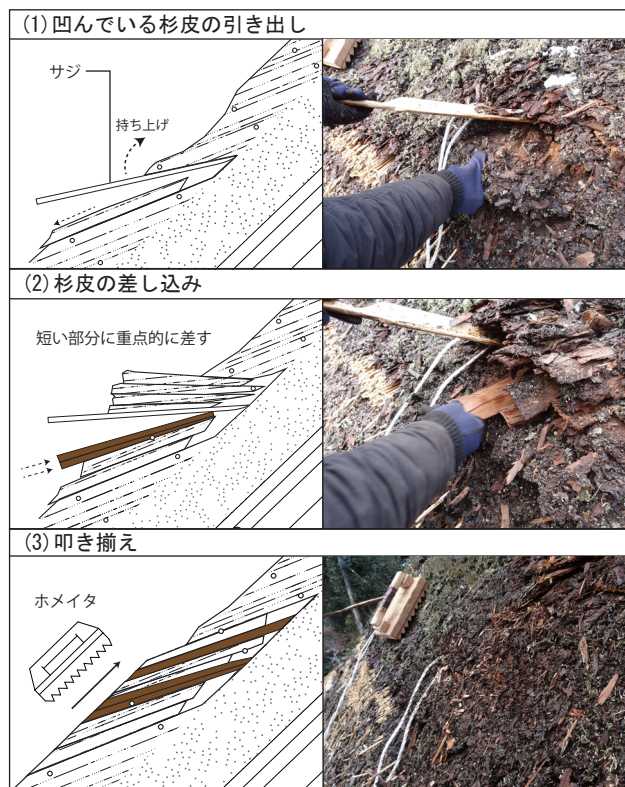 (1)凹んでいる杉皮の引き出し
サジ
持ち上げ
(2)杉皮の差し込み
短い部分に重点的に差す
(3)叩き揃え
ホメイタ